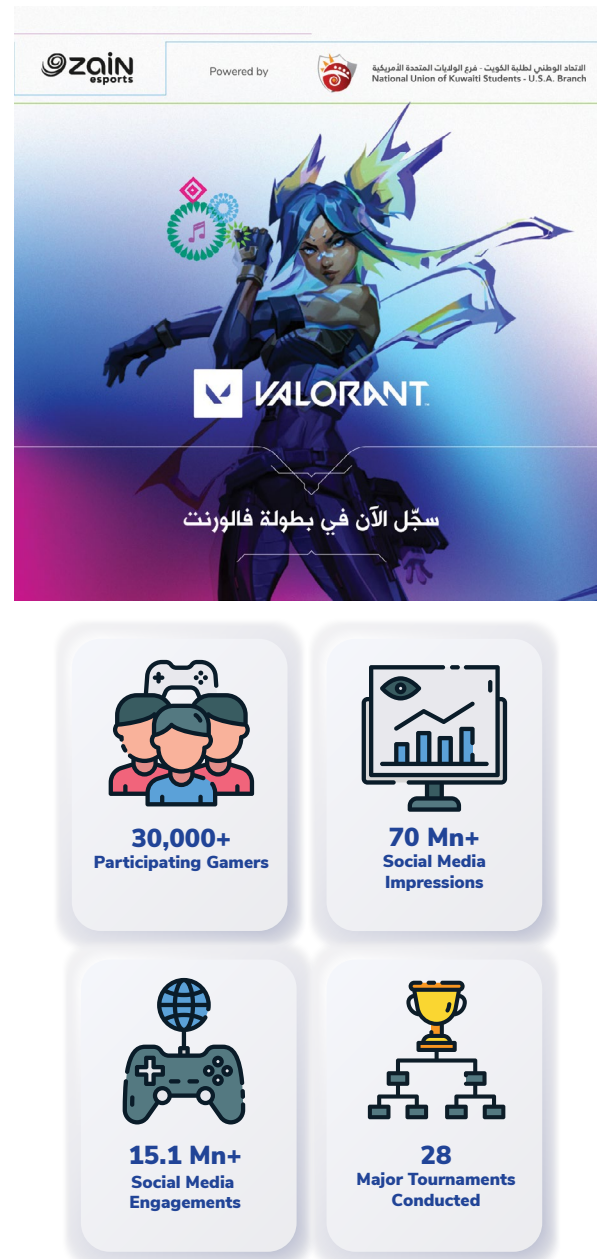 zain
esports
Powered by
الاتحاد الوطني لطلبة الكويت - فرع الولايات المتحدة الأمريكية
National Union of Kuwaiti Students - U.S.A. Branch
VALORANT
سجّل الآن في بطولة فالورنت
30,000+
Participating Gamers
70 Mn+
Social Media
Impressions
15.1 Mn+
Social Media
Engagements
28
Major Tournaments
Conducted